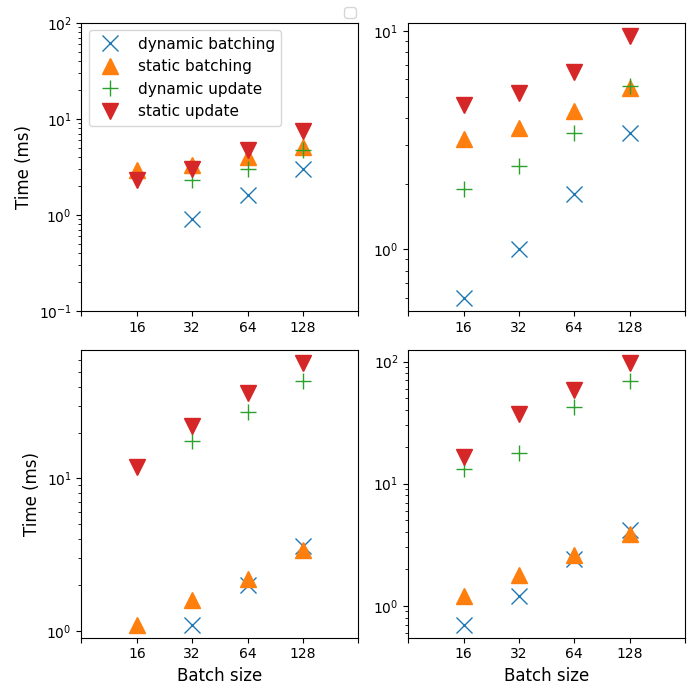 10²
dynamic batching
static batching
dynamic update
static update
10¹
10⁰
10⁻¹
Time (ms)
16 32 64 128
10¹
10⁰
16 32 64 128
10¹
10⁰
Time (ms)
16 32 64 128
Batch size
10²
10¹
10⁰
16 32 64 128
Batch size